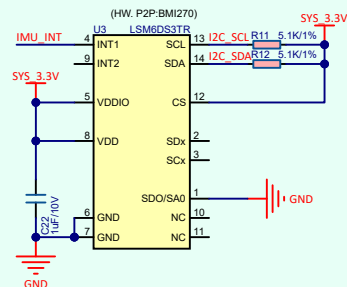 (HW. P2P:BMI270)
U3 LSM6DS3TR
SYS_3.3V
IMU_INT 4 INT1 SCL 13 I2C_SCL R11 5.1K/1%
9 INT2 SDA 14 I2C_SDA R12 5.1K/1%
SYS_3.3V
5 VDDIO CS 12
8 VDD SDx 2
SCx 3
SDO/SA0 1 GND
C22
1uF/10V
6 GND NC 10
7 GND NC 11
GND